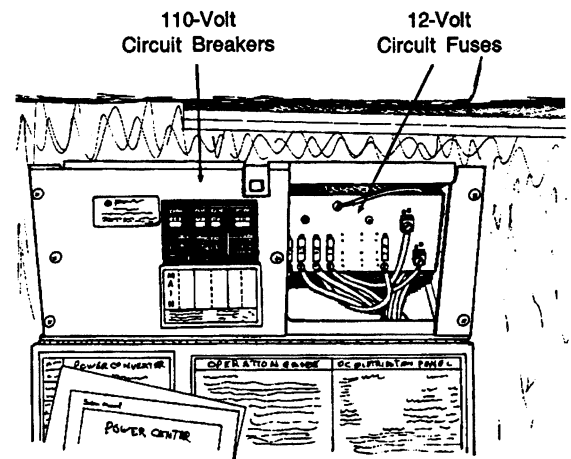 110-Volt
Circuit Breakers
12-Volt
Circuit Fuses
MAIN
POWER CONVERTER
OPERATION GUIDE
DC DISTRIBUTION PANEL
POWER CENTER